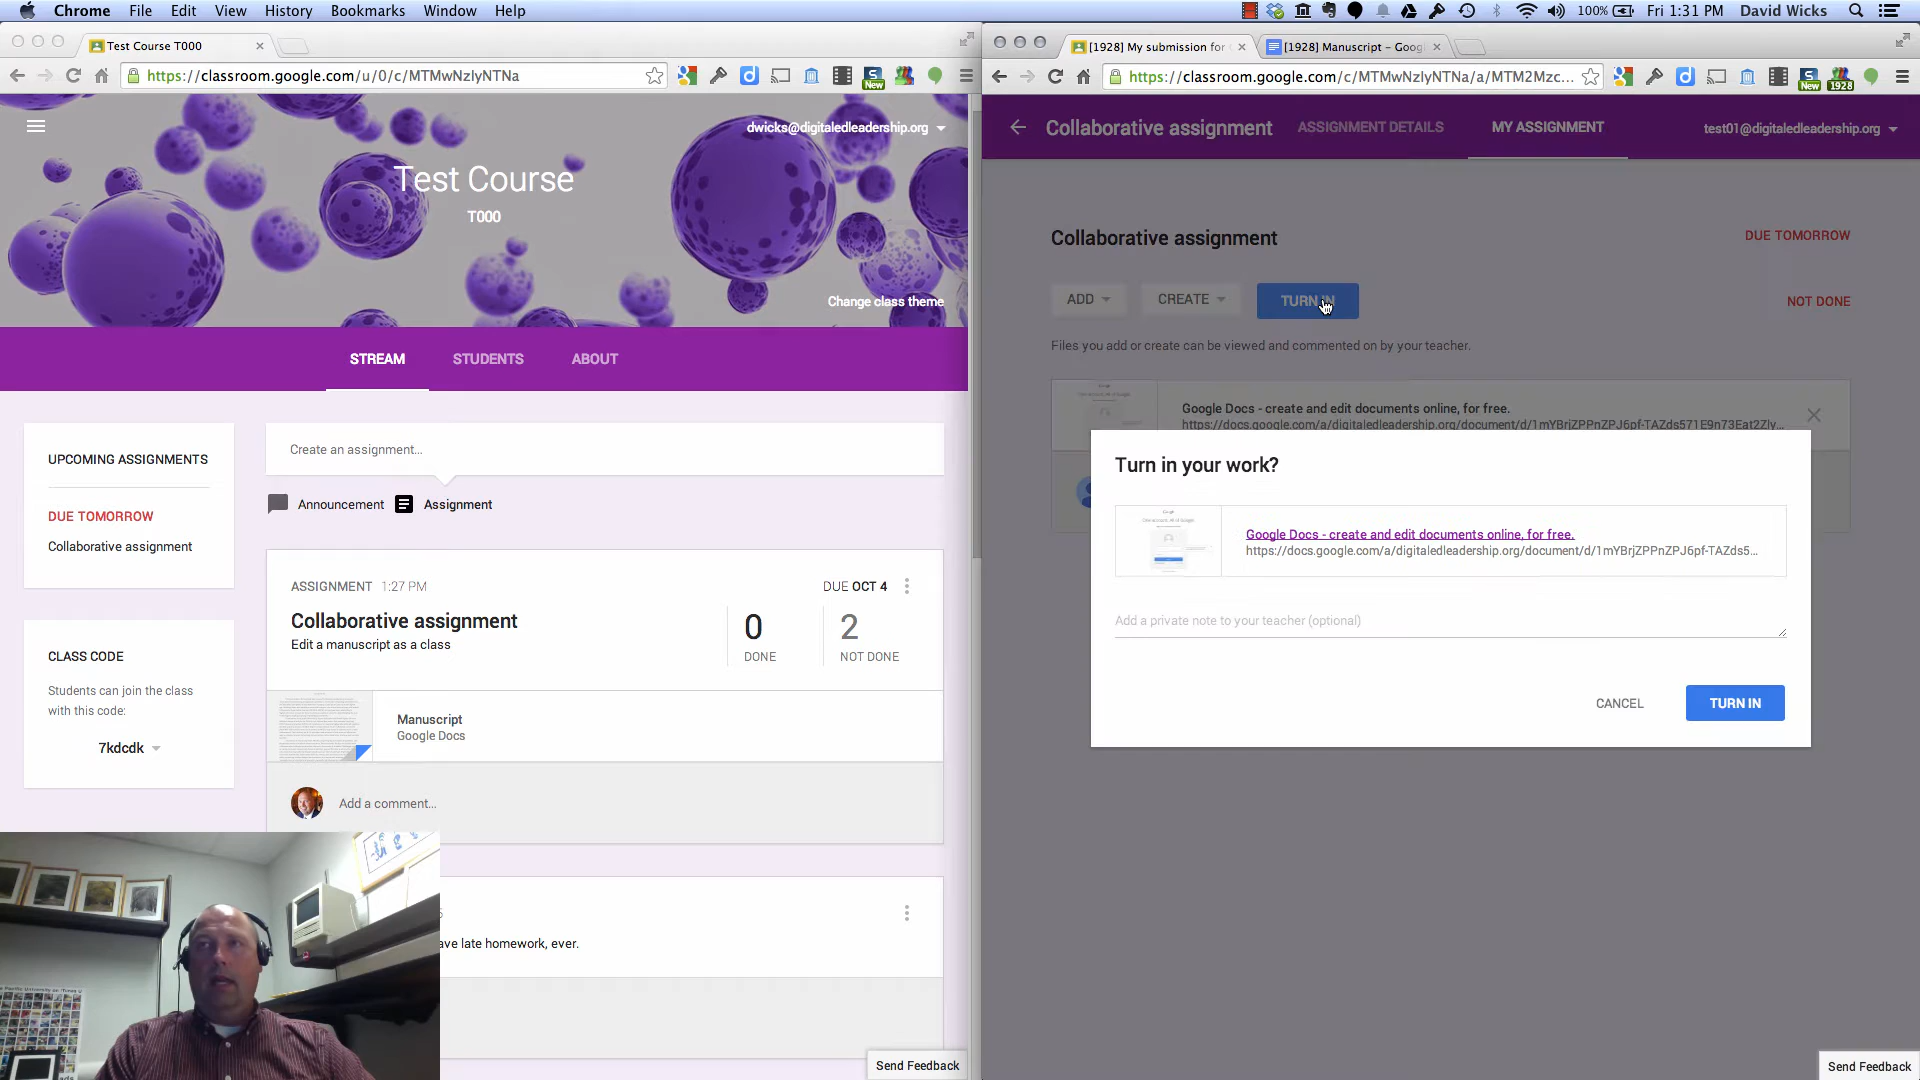 Chrome File Edit View History Bookmarks Window Help
100% Fri 1:31 PM David Wicks
Test Course T000
https://classroom.google.com/u/0/c/MTMwNzIyNTNa
New
dwicks@digitaledleadership.org
Test Course
T000
Change class theme
STREAM STUDENTS ABOUT
UPCOMING ASSIGNMENTS
DUE TOMORROW
Collaborative assignment
CLASS CODE
Students can join the class
with this code:
7kdcdk
Create an assignment...
Announcement Assignment
ASSIGNMENT 1:27 PM
DUE OCT 4
Collaborative assignment
Edit a manuscript as a class
0
DONE
2
NOT DONE
Manuscript
Google Docs
Add a comment...
ave late homework, ever.
Send Feedback
[1928] My submission for
[1928] Manuscript – Goog
https://classroom.google.com/c/MTMwNzIyNTNa/a/MTM2Mzc...
New
1928
Collaborative assignment ASSIGNMENT DETAILS MY ASSIGNMENT
test01@digitaledleadership.org
Collaborative assignment
DUE TOMORROW
ADD CREATE TURN IN
NOT DONE
Files you add or create can be viewed and commented on by your teacher.
Google Docs - create and edit documents online, for free.
https://docs.google.com/a/digitaledleadership.org/document/d/1mYBrjZPPnZPJ6pf-TAZds571E9n73Eat2Zly...
Turn in your work?
Google Docs - create and edit documents online, for free.
https://docs.google.com/a/digitaledleadership.org/document/d/1mYBrjZPPnZPJ6pf-TAZds5...
Add a private note to your teacher (optional)
CANCEL TURN IN
Send Feedback